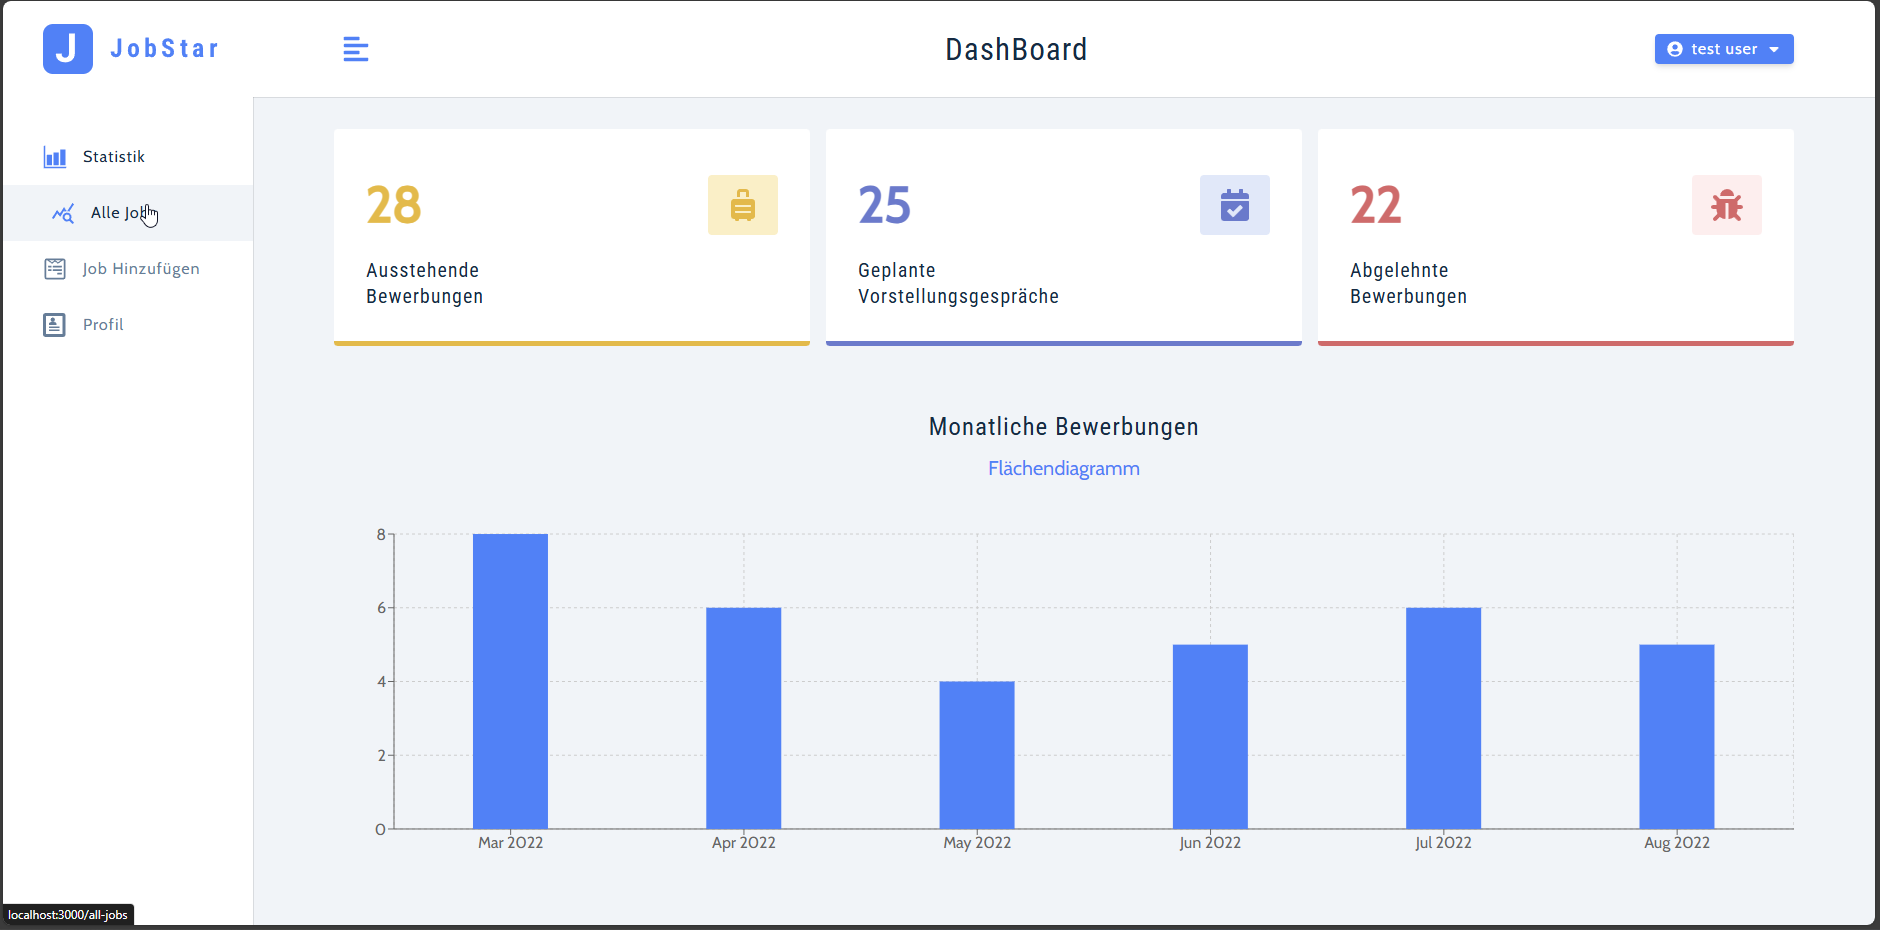 J JobStar
DashBoard
test user
Statistik
Alle
Job Hinzufügen
Profil
28
Ausstehende
Bewerbungen
25
Geplante
Vorstellungsgespräche
22
Abgelehnte
Bewerbungen
Monatliche Bewerbungen
Flächendiagramm
8
6
4
2
0
Mar 2022 Apr 2022 May 2022 Jun 2022 Jul 2022 Aug 2022
localhost:3000/all-jobs